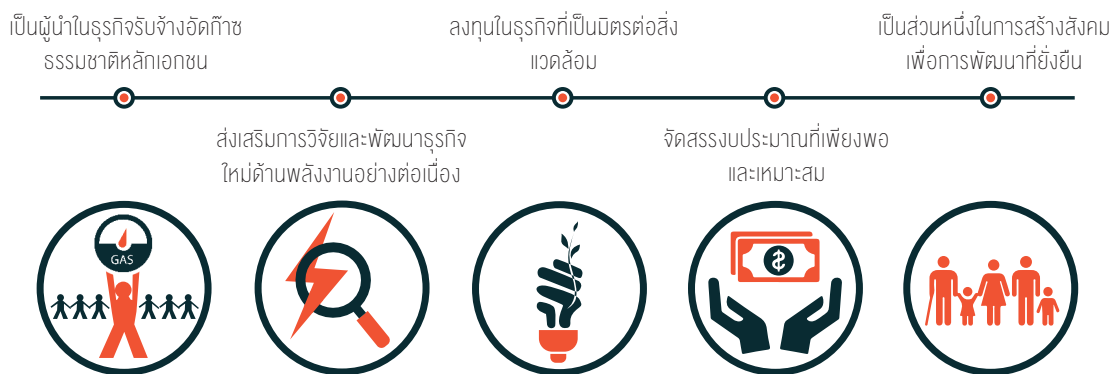 เป็นผู้นำในธุรกิจรับจ้างอัดก๊าซ
ธรรมชาติหลักเอกชน
ส่งเสริมการวิจัยและพัฒนาธุรกิจ
ใหม่ด้านพลังงานอย่างต่อเนื่อง
ลงทุนในธุรกิจที่เป็นมิตรต่อสิ่ง
แวดล้อม
จัดสรรงบประมาณที่เพียงพอ
และเหมาะสม
เป็นส่วนหนึ่งในการสร้างสังคม
เพื่อการพัฒนาที่ยั่งยืน
GAS
$